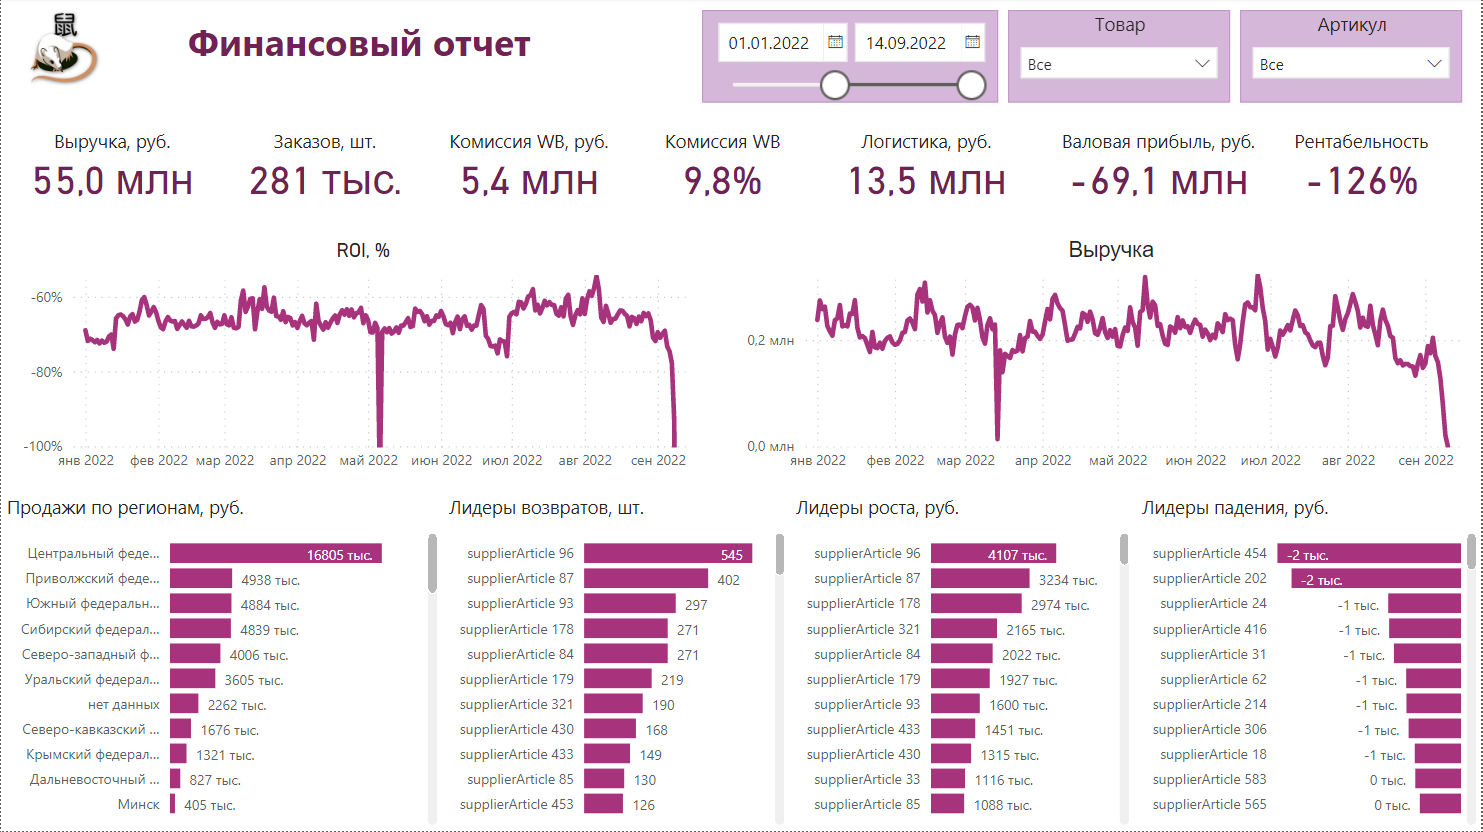 鼠
Финансовый отчет
01.01.2022
14.09.2022
Товар
Все
Артикул
Все
Выручка, руб.
55,0 млн
Заказов, шт.
281 тыс.
Комиссия WB, руб.
5,4 млн
Комиссия WB
9,8%
Логистика, руб.
13,5 млн
Валовая прибыль, руб.
-69,1 млн
Рентабельность
-126%
ROI, %
-60%
-80%
-100%
янв 2022
фев 2022
мар 2022
апр 2022
май 2022
июн 2022
июл 2022
авг 2022
сен 2022
Выручка
0,2 млн
0,0 млн
янв 2022
фев 2022
мар 2022
апр 2022
май 2022
июн 2022
июл 2022
авг 2022
сен 2022
Продажи по регионам, руб.
Центральный феде... 16805 тыс.
Приволжский феде... 4938 тыс.
Южный федеральн... 4884 тыс.
Сибирский федерал... 4839 тыс.
Северо-западный ф... 4006 тыс.
Уральский федерал... 3605 тыс.
нет данных 2262 тыс.
Северо-кавказский ... 1676 тыс.
Крымский федерал... 1321 тыс.
Дальневосточный ... 827 тыс.
Минск 405 тыс.
Лидеры возвратов, шт.
supplierArticle 96 545
supplierArticle 87 402
supplierArticle 93 297
supplierArticle 178 271
supplierArticle 84 271
supplierArticle 179 219
supplierArticle 321 190
supplierArticle 430 168
supplierArticle 433 149
supplierArticle 85 130
supplierArticle 453 126
Лидеры роста, руб.
supplierArticle 96 4107 тыс.
supplierArticle 87 3234 тыс.
supplierArticle 178 2974 тыс.
supplierArticle 321 2165 тыс.
supplierArticle 84 2022 тыс.
supplierArticle 179 1927 тыс.
supplierArticle 93 1600 тыс.
supplierArticle 433 1451 тыс.
supplierArticle 430 1315 тыс.
supplierArticle 33 1116 тыс.
supplierArticle 85 1088 тыс.
Лидеры падения, руб.
supplierArticle 454 -2 тыс.
supplierArticle 202 -2 тыс.
supplierArticle 24 -1 тыс.
supplierArticle 416 -1 тыс.
supplierArticle 31 -1 тыс.
supplierArticle 62 -1 тыс.
supplierArticle 214 -1 тыс.
supplierArticle 306 -1 тыс.
supplierArticle 18 -1 тыс.
supplierArticle 583 0 тыс.
supplierArticle 565 0 тыс.